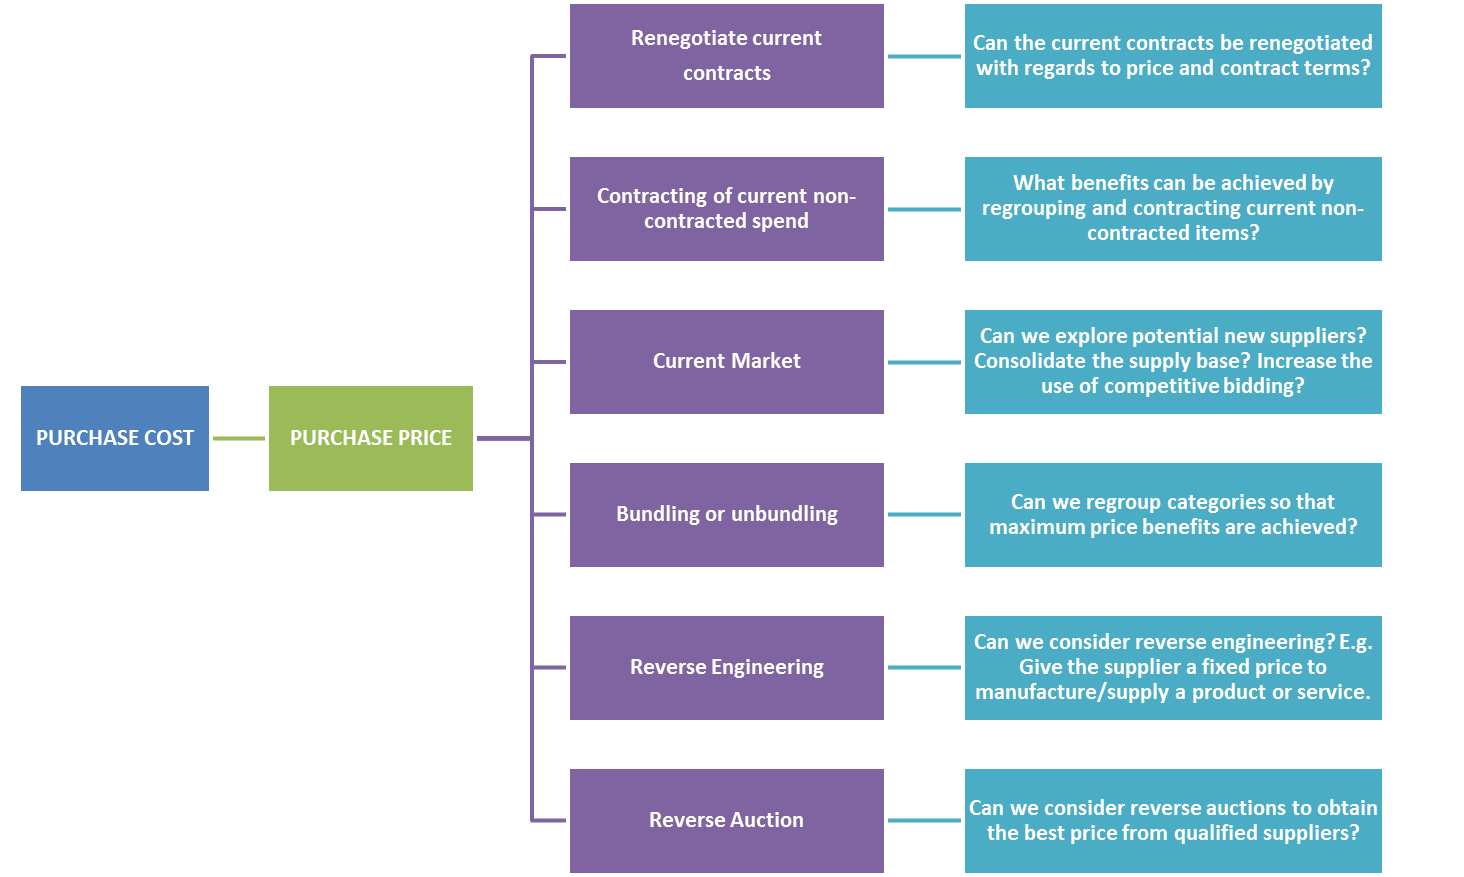 PURCHASE COST
PURCHASE PRICE
Renegotiate current
contracts
Can the current contracts be renegotiated
with regards to price and contract terms?
Contracting of current non-
contracted spend
What benefits can be achieved by
regrouping and contracting current non-
contracted items?
Current Market
Can we explore potential new suppliers?
Consolidate the supply base? Increase the
use of competitive bidding?
Bundling or unbundling
Can we regroup categories so that
maximum price benefits are achieved?
Reverse Engineering
Can we consider reverse engineering? E.g.
Give the supplier a fixed price to
manufacture/supply a product or service.
Reverse Auction
Can we consider reverse auctions to obtain
the best price from qualified suppliers?